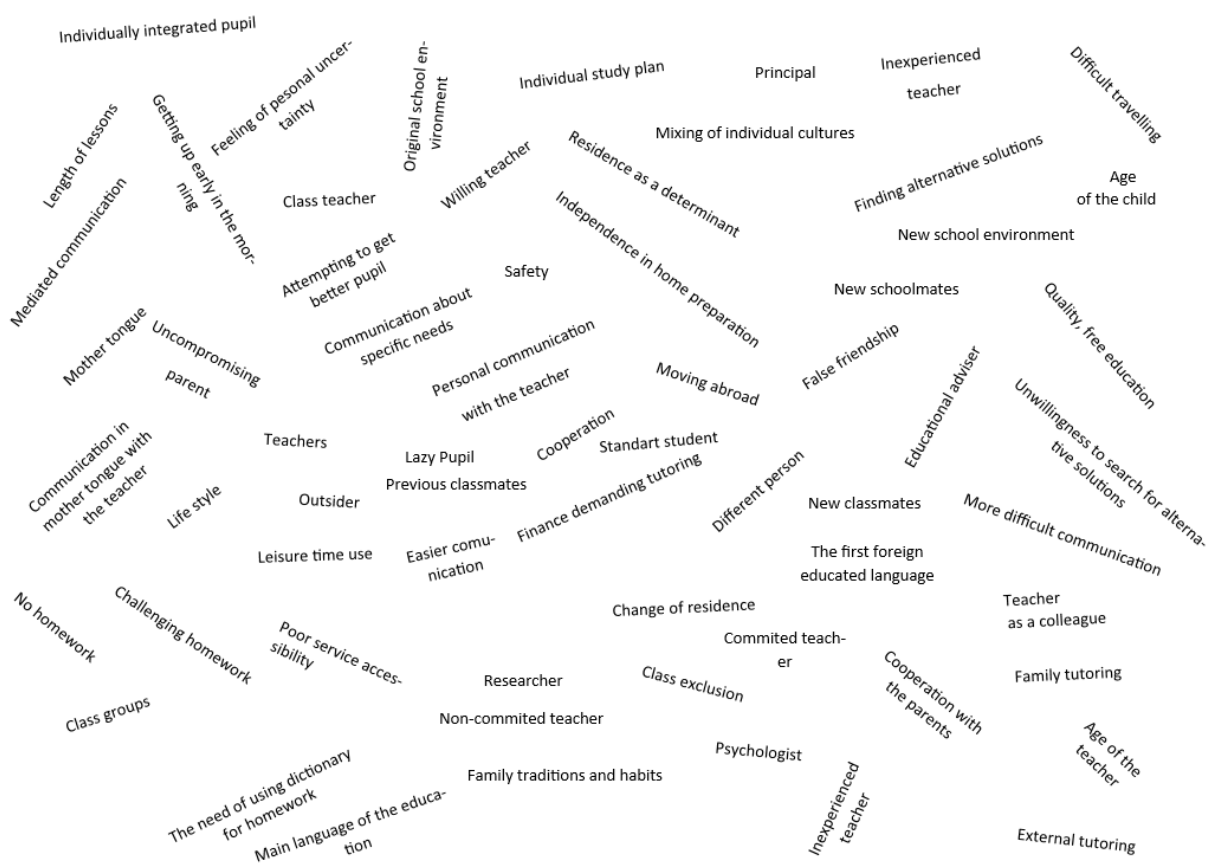 Individually integrated pupil
Feeling of pesonal uncer-
tainty
Original school en-
vironment
Individual study plan
Principal
Inexperienced
teacher
Difficult travelling
Length of lessons
Getting up early in the mor-
ning
Mixing of individual cultures
Willing teacher
Residence as a determinant
Finding alternative solutions
Age
of the child
Class teacher
Mediated communication
Independence in home preparation
New school environment
Attempting to get
better pupil
Safety
New schoolmates
Quality, free education
Communication about
specific needs
Mother tongue
Uncompromising
parent
Personal communication
with the teacher
False friendship
Moving abroad
Educational adviser
Unwillingness to search for alterna-
tive solutions
Communication in
mother tongue with
the teacher
Teachers
Cooperation
Standart student
Lazy Pupil
Previous classmates
Life style
Outsider
Finance demanding tutoring
Different person
New classmates
More difficult communication
Leisure time use
Easier comu-
nication
The first foreign
educated language
No homework
Challenging homework
Poor service acces-
sibility
Change of residence
Teacher
as a colleague
Commited teach-
er
Researcher
Class exclusion
Cooperation with
the parents
Family tutoring
Class groups
Non-commited teacher
Psychologist
Age of the
teacher
The need of using dictionary
for homework
Family traditions and habits
Inexperienced
teacher
Main language of the educa-
tion
External tutoring